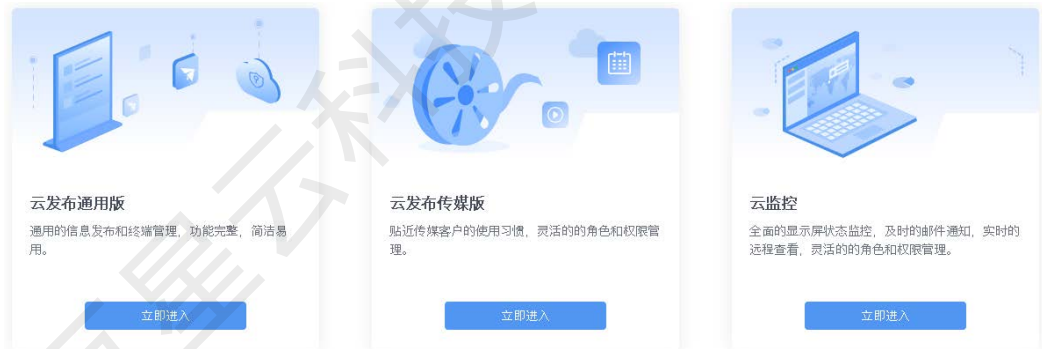 云发布通用版
通用的信息发布和终端管理，功能完整，简洁易
用。
立即进入
云发布传媒版
贴近传媒客户的使用习惯，灵活的的角色和权限管
理。
立即进入
云监控
全面的显示屏状态监控，及时的邮件通知，实时的
远程查看，灵活的的角色和权限管理。
立即进入
星云科技